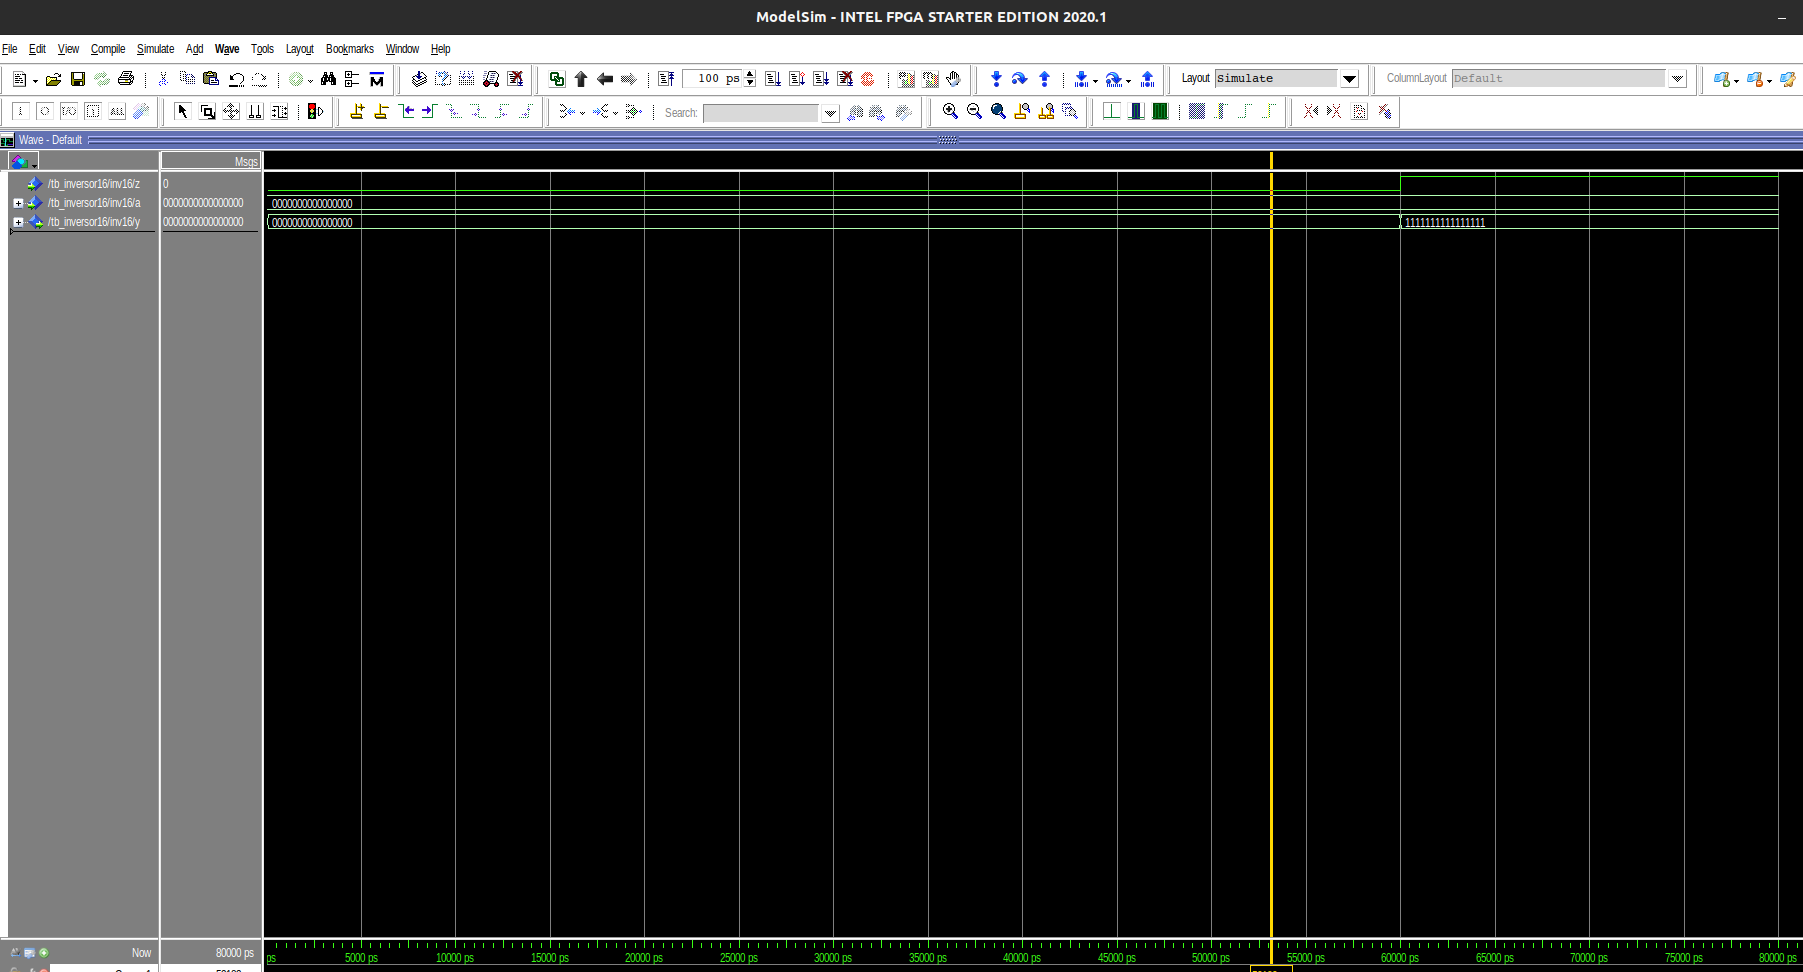 ModelSim - INTEL FPGA STARTER EDITION 2020.1
File Edit View Compile Simulate Add Wave Tools Layout Bookmarks Window Help
100 ps Layout Simulate ColumnLayout Default
Search:
Wave - Default
Msgs
/tb_inversor16/inv16/z 0
/tb_inversor16/inv16/a 0000000000000000 0000000000000000
/tb_inversor16/inv16/y 0000000000000000 0000000000000000 1111111111111111
Now 80000 ps ps 5000 ps 10000 ps 15000 ps 20000 ps 25000 ps 30000 ps 35000 ps 40000 ps 45000 ps 50000 ps 55000 ps 60000 ps 65000 ps 70000 ps 75000 ps 80000 ps